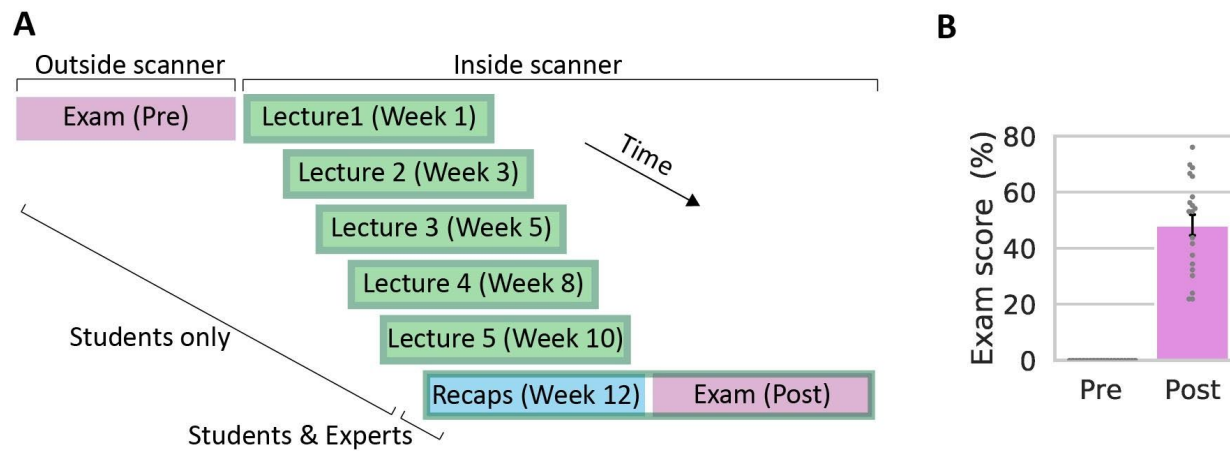 A
Outside scanner
Inside scanner
Exam (Pre)
Lecture1 (Week 1)
Time
Lecture 2 (Week 3)
Lecture 3 (Week 5)
Lecture 4 (Week 8)
Students only
Lecture 5 (Week 10)
Recaps (Week 12)
Exam (Post)
Students & Experts
B
Exam score (%)
80
60
40
20
0
Pre
Post